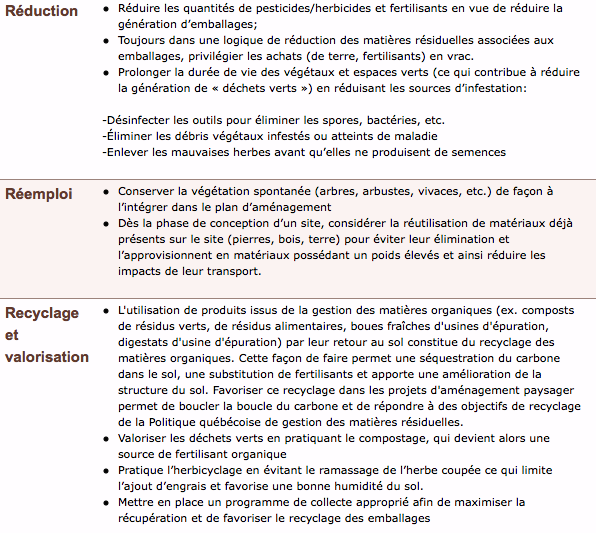 Réduction
● Réduire les quantités de pesticides/herbicides et fertilisants en vue de réduire la
génération d’emballages;
● Toujours dans une logique de réduction des matières résiduelles associées aux
emballages, privilégier les achats (de terre, fertilisants) en vrac.
● Prolonger la durée de vie des végétaux et espaces verts (ce qui contribue à réduire
la génération de « déchets verts ») en réduisant les sources d’infestation:
-Désinfecter les outils pour éliminer les spores, bactéries, etc.
-Éliminer les débris végétaux infestés ou atteints de maladie
-Enlever les mauvaises herbes avant qu’elles ne produisent de semences
Réemploi
● Conserver la végétation spontanée (arbres, arbustes, vivaces, etc.) de façon à
l’intégrer dans le plan d’aménagement
● Dès la phase de conception d’un site, considérer la réutilisation de matériaux déjà
présents sur le site (pierres, bois, terre) pour éviter leur élimination et
l’approvisionnent en matériaux possédant un poids élevés et ainsi réduire les
impacts de leur transport.
Recyclage
et
valorisation
● L'utilisation de produits issus de la gestion des matières organiques (ex. composts
de résidus verts, de résidus alimentaires, boues fraîches d'usines d'épuration,
digestats d'usine d'épuration) par leur retour au sol constitue du recyclage des
matières organiques. Cette façon de faire permet une séquestration du carbone
dans le sol, une substitution de fertilisants et apporte une amélioration de la
structure du sol. Favoriser ce recyclage dans les projets d'aménagement paysager
permet de boucler la boucle du carbone et de répondre à des objectifs de recyclage
de la Politique québécoise de gestion des matières résiduelles.
● Valoriser les déchets verts en pratiquant le compostage, qui devient alors une
source de fertilisant organique
● Pratique l’herbicyclage en évitant le ramassage de l’herbe coupée ce qui limite
l’ajout d’engrais et favorise une bonne humidité du sol.
● Mettre en place un programme de collecte approprié afin de maximiser la
récupération et de favoriser le recyclage des emballages